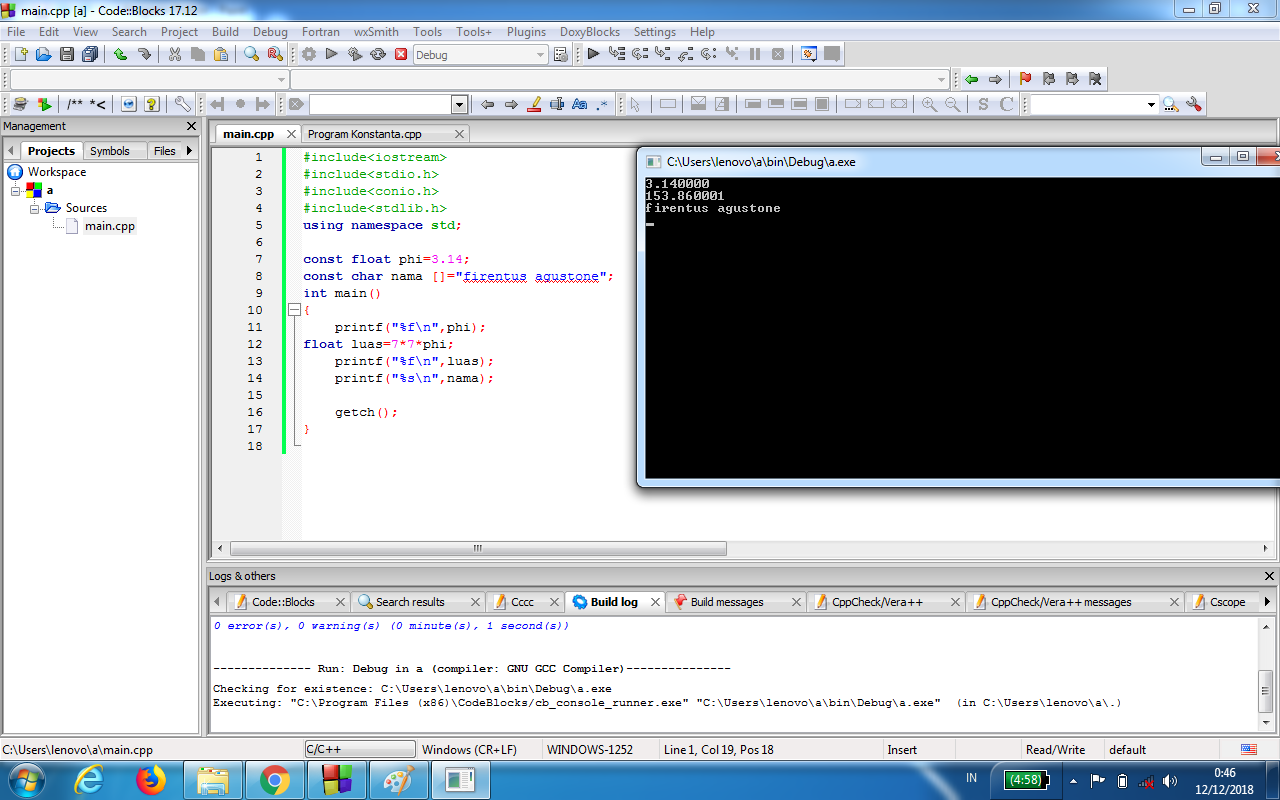 main.cpp [a] - Code::Blocks 17.12
File Edit View Search Project Build Debug Fortran wxSmith Tools Tools+ Plugins DoxyBlocks Settings Help
Debug
/** *< Aa .* S C
Management
main.cpp Program Konstanta.cpp
Projects Symbols Files
Workspace
a
Sources
main.cpp
1 #include<iostream>
2 #include<stdio.h>
3 #include<conio.h>
4 #include<stdlib.h>
5 using namespace std;
6
7 const float phi=3.14;
8 const char nama []="firentus agustone";
9 int main()
10 {
11 printf("%f\n",phi);
12 float luas=7*7*phi;
13 printf("%f\n",luas);
14 printf("%s\n",nama);
15
16 getch();
17 }
18
C:\Users\lenovo\a\bin\Debug\a.exe
3.140000
153.860001
firentus agustone
Logs & others
Code::Blocks Search results Cccc Build log Build messages CppCheck/Vera++ CppCheck/Vera++ messages Cscope
0 error(s), 0 warning(s) (0 minute(s), 1 second(s))
-------------- Run: Debug in a (compiler: GNU GCC Compiler)---------------
Checking for existence: C:\Users\lenovo\a\bin\Debug\a.exe
Executing: "C:\Program Files (x86)\CodeBlocks/cb_console_runner.exe" "C:\Users\lenovo\a\bin\Debug\a.exe"  (in C:\Users\lenovo\a\.)
C:\Users\lenovo\a\main.cpp C/C++ Windows (CR+LF) WINDOWS-1252 Line 1, Col 19, Pos 18 Insert Read/Write default
IN (4:58) 0:46
12/12/2018